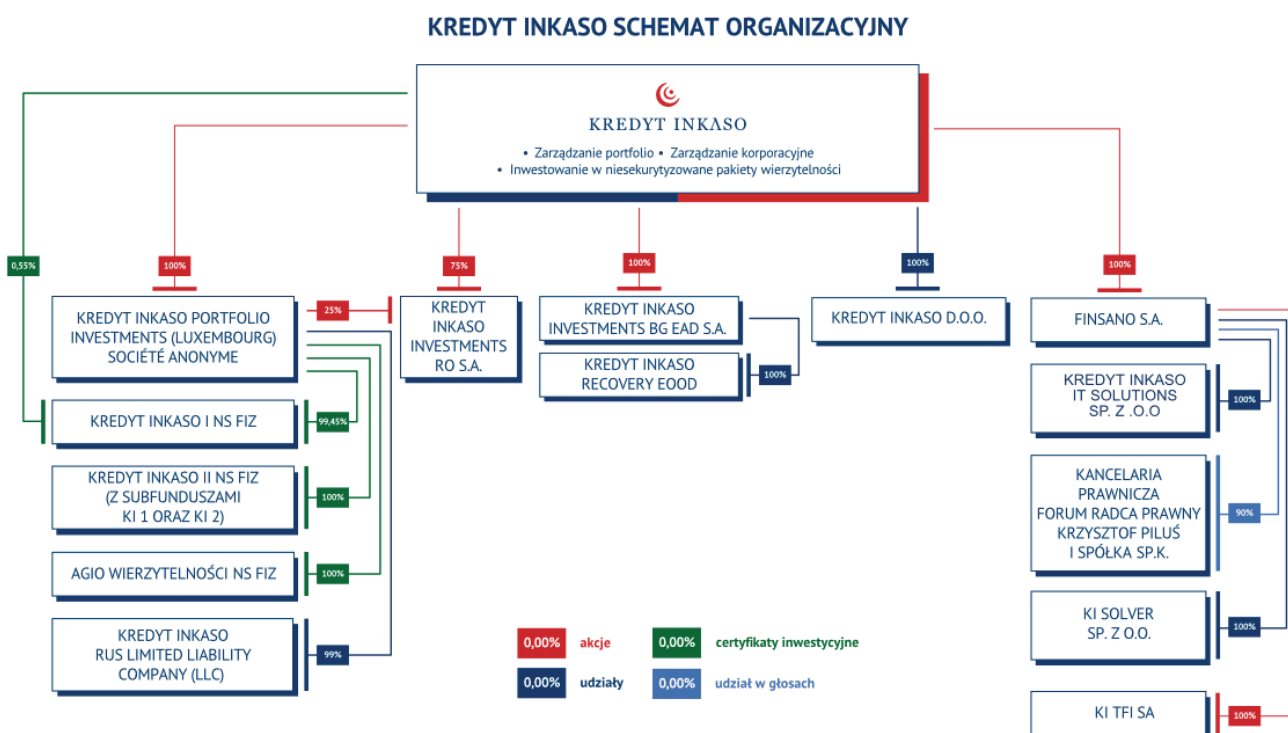 KREDYT INKASO SCHEMAT ORGANIZACYJNY
KREDYT INKASO
• Zarządzanie portfolio • Zarządzanie korporacyjne
• Inwestowanie w niesekurytyzowane pakiety wierzytelności
0,55%
100%
75%
100%
100%
100%
KREDYT INKASO PORTFOLIO
INVESTMENTS (LUXEMBOURG)
SOCIÉTÉ ANONYME
25%
KREDYT
INKASO
INVESTMENTS
RO S.A.
KREDYT INKASO
INVESTMENTS BG EAD S.A.
KREDYT INKASO
RECOVERY EOOD
100%
KREDYT INKASO D.O.O.
FINSANO S.A.
KREDYT INKASO I NS FIZ
99,45%
KREDYT INKASO II NS FIZ
(Z SUBFUNDUSZAMI
KI 1 ORAZ KI 2)
100%
AGIO WIERZYTELNOŚCI NS FIZ
100%
KREDYT INKASO
RUS LIMITED LIABILITY
COMPANY (LLC)
99%
KREDYT INKASO
IT SOLUTIONS
SP. Z .O.O
100%
KANCELARIA
PRAWNICZA
FORUM RADCA PRAWNY
KRZYSZTOF PILUŚ
I SPÓŁKA SP.K.
90%
KI SOLVER
SP. Z O.O.
100%
KI TFI SA
100%
0,00% akcje
0,00% certyfikaty inwestycyjne
0,00% udziały
0,00% udział w głosach